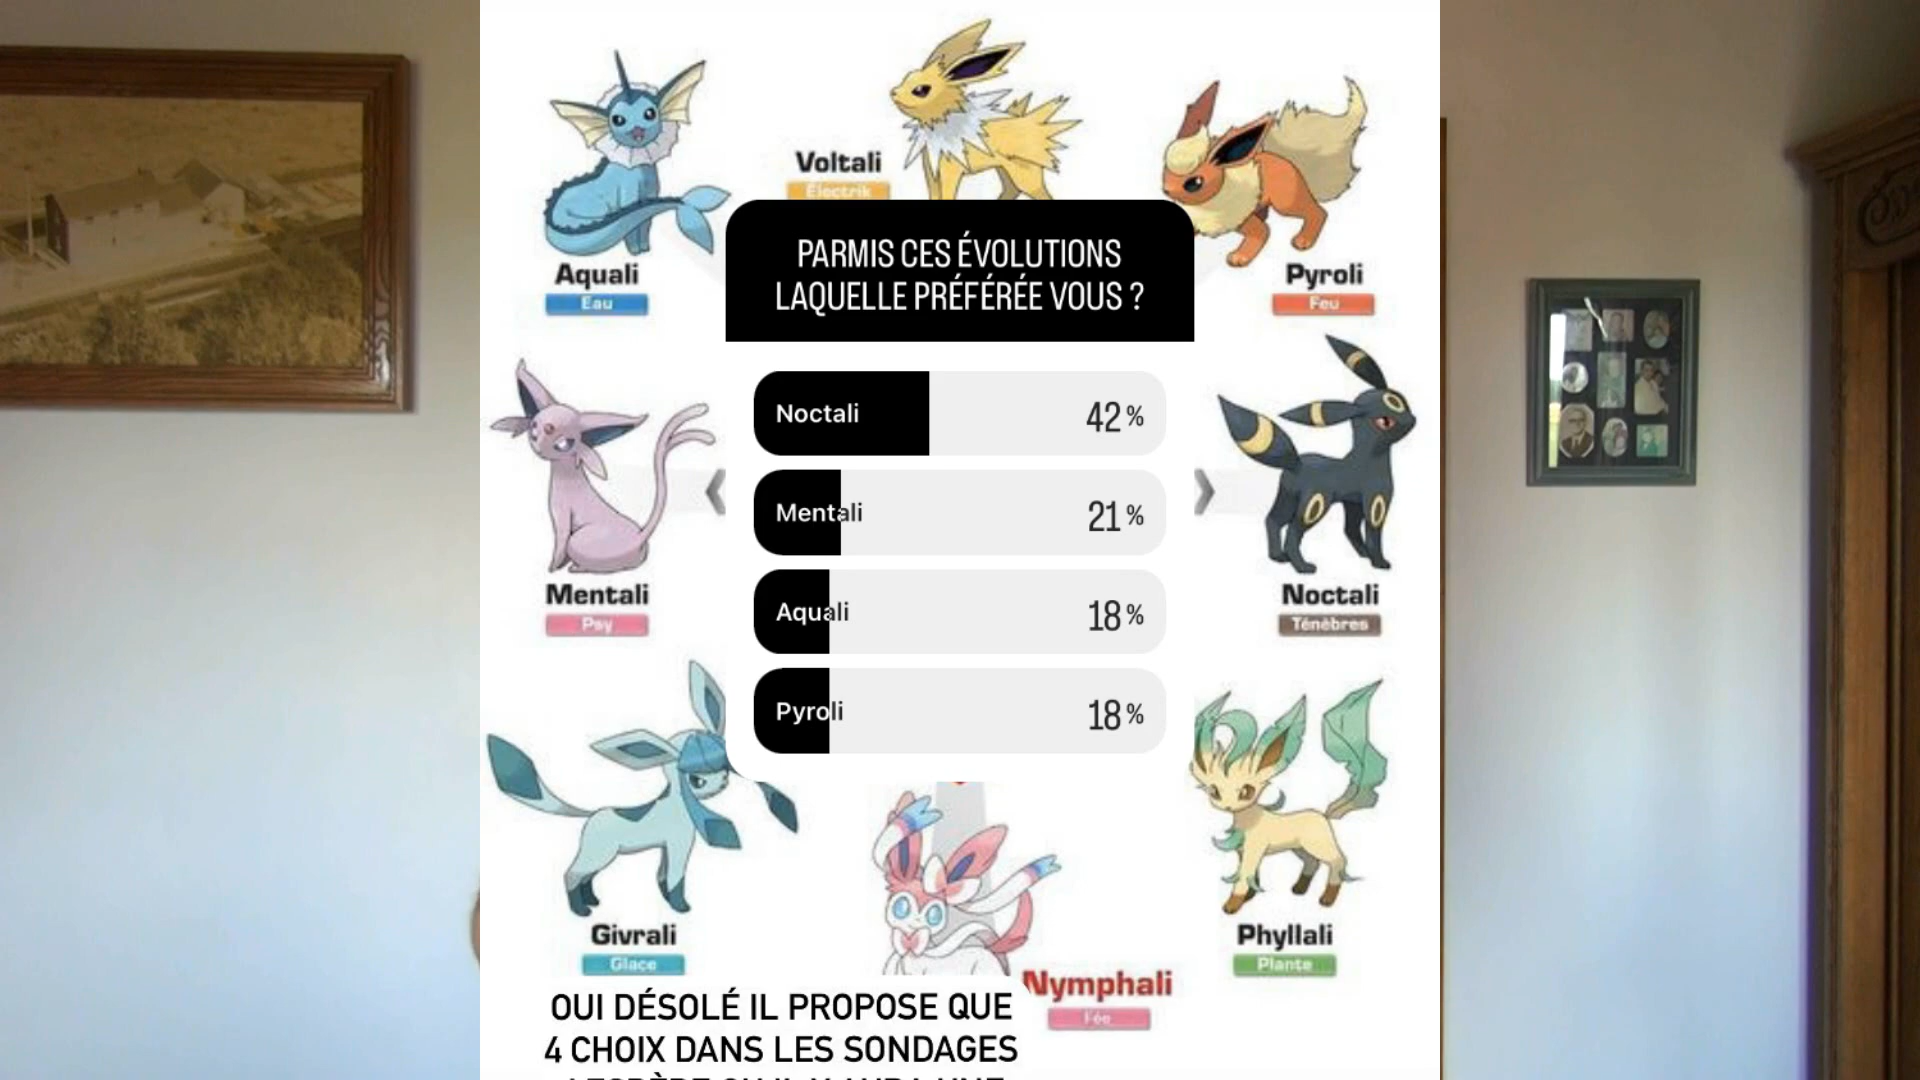 Voltali
Électrik
Aquali
Eau
Pyroli
Feu
PARMIS CES ÉVOLUTIONS
LAQUELLE PRÉFÉRÉE VOUS ?
Noctali 42%
Mentali 21%
Aquali 18%
Pyroli 18%
Mentali
Psy
Noctali
Ténèbres
Givrali
Glace
Phyllali
Plante
Nymphali
Fée
OUI DÉSOLÉ IL PROPOSE QUE
4 CHOIX DANS LES SONDAGES